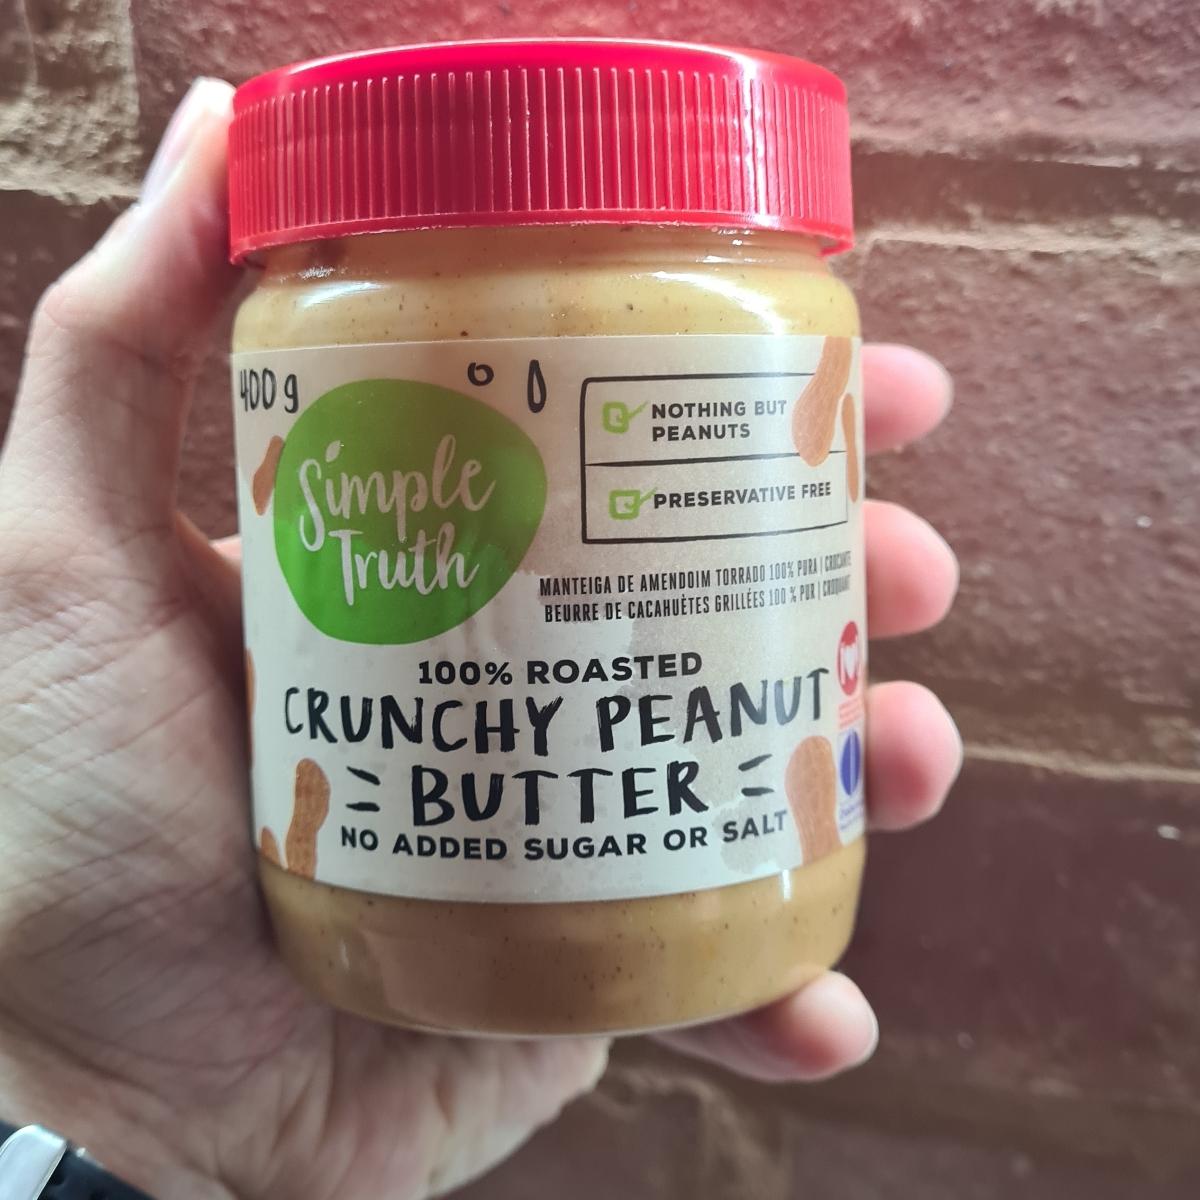 400 g
Simple
Truth
NOTHING BUT
PEANUTS
PRESERVATIVE FREE
MANTEIGA DE AMENDOIM TORRADO 100% PURA | CROCANTE
BEURRE DE CACAHUÈTES GRILLÉES 100 % PUR | CROQUANT
100% ROASTED
CRUNCHY PEANUT
BUTTER
NO ADDED SUGAR OR SALT